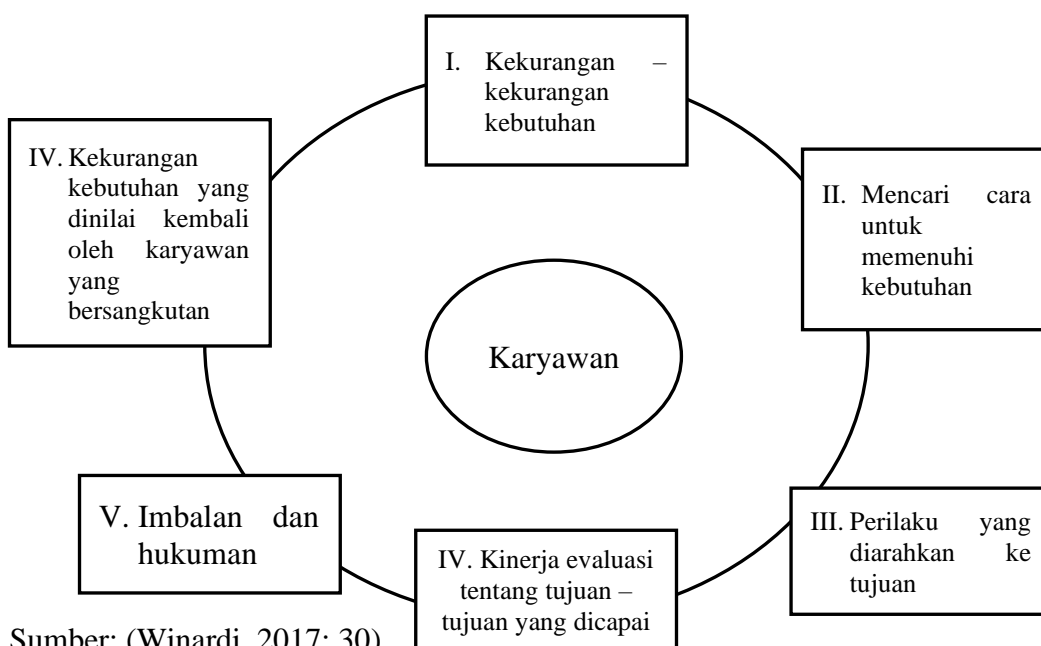 I. Kekurangan –
kekurangan
kebutuhan
II. Mencari cara
untuk
memenuhi
kebutuhan
III. Perilaku yang
diarahkan ke
tujuan
IV. Kinerja evaluasi
tentang tujuan –
tujuan yang dicapai
V. Imbalan dan
hukuman
IV. Kekurangan
kebutuhan yang
dinilai kembali
oleh karyawan
yang
bersangkutan
Karyawan
Sumber: (Winardi, 2017: 30)